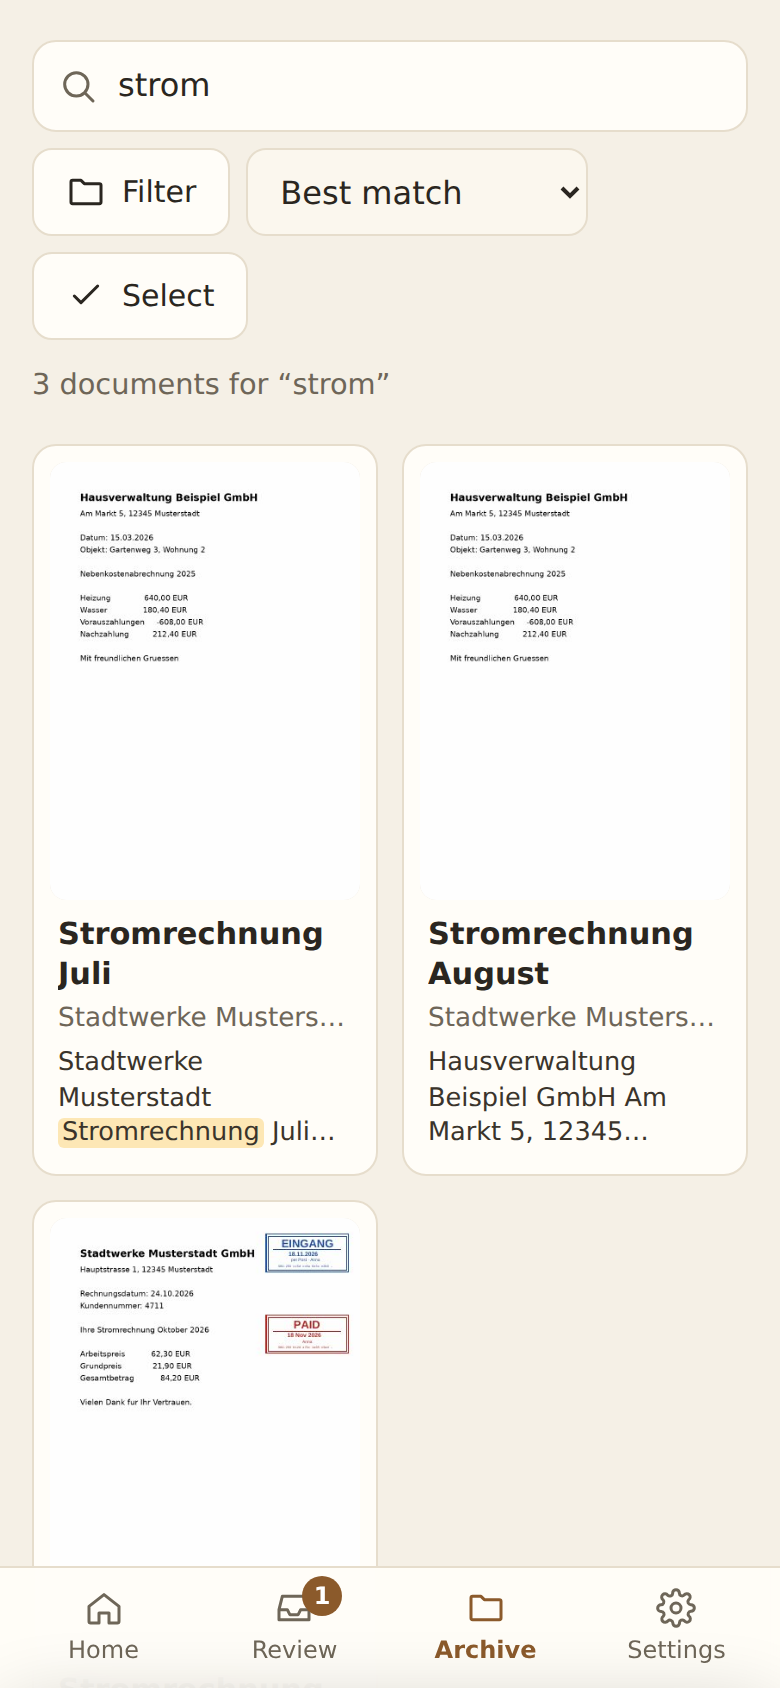 strom
Filter
Best match
Select
3 documents for “strom”
Hausverwaltung Beispiel GmbH
Am Markt 5, 12345 Musterstadt
Datum: 15.03.2026
Objekt: Gartenweg 3, Wohnung 2
Nebenkostenabrechnung 2025
Heizung 640,00 EUR
Wasser 180,40 EUR
Vorauszahlungen -608,00 EUR
Nachzahlung 212,40 EUR
Mit freundlichen Gruessen
Stromrechnung
Juli
Stadtwerke Musters…
Stadtwerke
Musterstadt
Stromrechnung Juli…
Hausverwaltung Beispiel GmbH
Am Markt 5, 12345 Musterstadt
Datum: 15.03.2026
Objekt: Gartenweg 3, Wohnung 2
Nebenkostenabrechnung 2025
Heizung 640,00 EUR
Wasser 180,40 EUR
Vorauszahlungen -608,00 EUR
Nachzahlung 212,40 EUR
Mit freundlichen Gruessen
Stromrechnung
August
Stadtwerke Musters…
Hausverwaltung
Beispiel GmbH Am
Markt 5, 12345…
Stadtwerke Musterstadt GmbH
Hauptstrasse 1, 12345 Musterstadt
Rechnungsdatum: 24.10.2026
Kundennummer: 4711
Ihre Stromrechnung Oktober 2026
Arbeitspreis 62,30 EUR
Grundpreis 21,90 EUR
Gesamtbetrag 84,20 EUR
Vielen Dank fur Ihr Vertrauen.
EINGANG
18.11.2026
PAID
18 Nov 2026
Stromrechnung
Home
1
Review
Archive
Settings